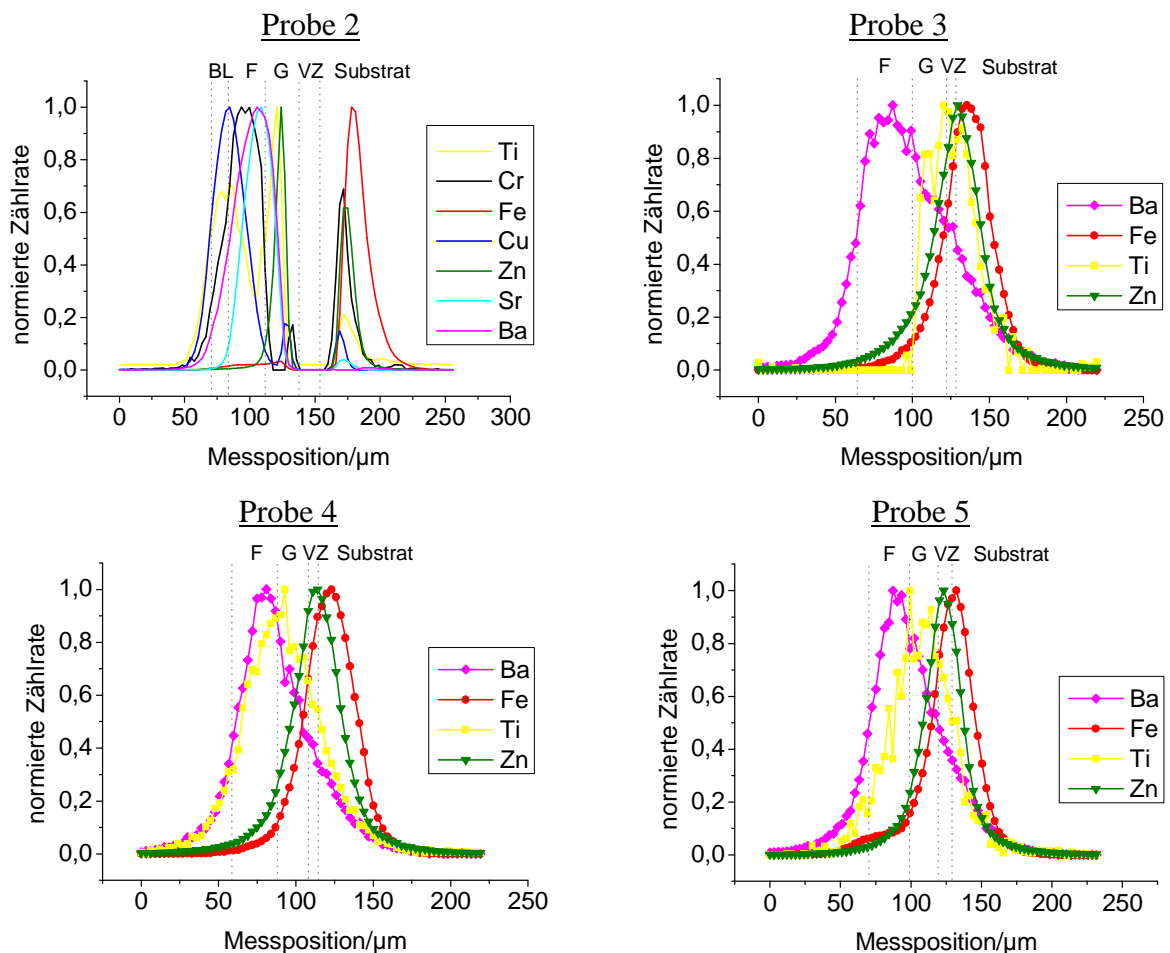 Probe 2
BL F G VZ Substrat
normierte Zählrate
1,0
0,8
0,6
0,4
0,2
0,0
0 50 100 150 200 250 300
Messposition/µm
Ti
Cr
Fe
Cu
Zn
Sr
Ba
Probe 3
F G VZ Substrat
normierte Zählrate
1,0
0,8
0,6
0,4
0,2
0,0
0 50 100 150 200 250
Messposition/µm
Ba
Fe
Ti
Zn
Probe 4
F G VZ Substrat
normierte Zählrate
1,0
0,8
0,6
0,4
0,2
0,0
0 50 100 150 200 250
Messposition/µm
Ba
Fe
Ti
Zn
Probe 5
F G VZ Substrat
normierte Zählrate
1,0
0,8
0,6
0,4
0,2
0,0
0 50 100 150 200 250
Messposition/µm
Ba
Fe
Ti
Zn